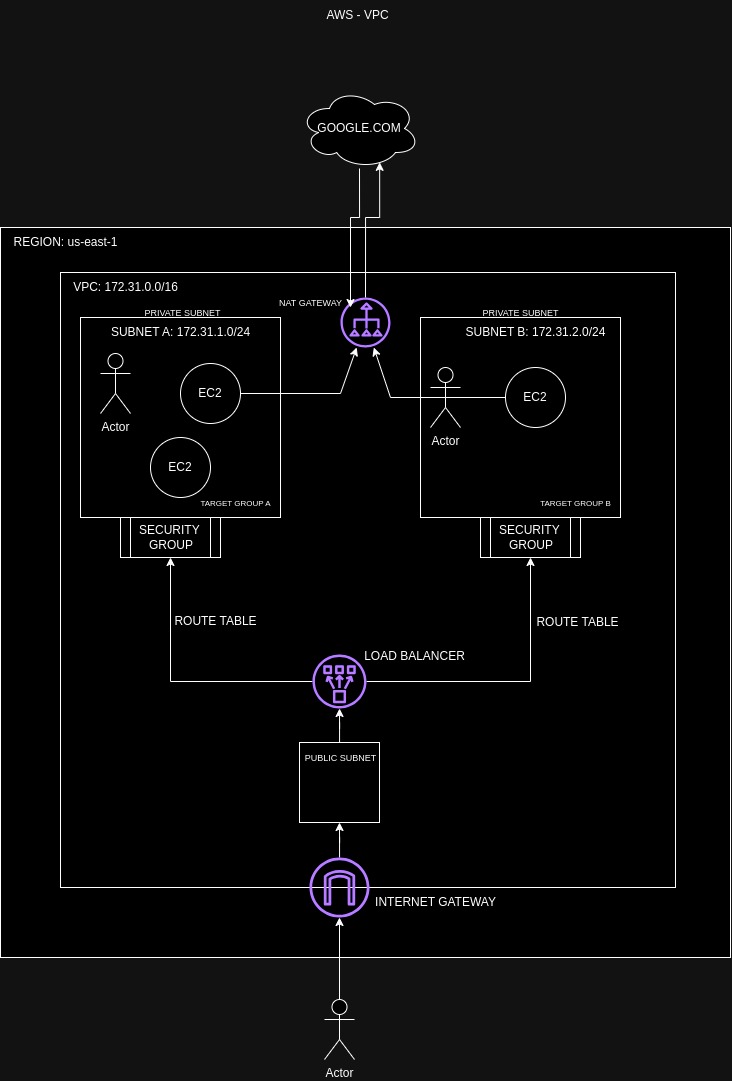 AWS - VPC
GOOGLE.COM
REGION: us-east-1
VPC: 172.31.0.0/16
NAT GATEWAY
PRIVATE SUBNET
SUBNET A: 172.31.1.0/24
Actor
EC2
EC2
TARGET GROUP A
SECURITY
GROUP
PRIVATE SUBNET
SUBNET B: 172.31.2.0/24
Actor
EC2
TARGET GROUP B
SECURITY
GROUP
ROUTE TABLE
ROUTE TABLE
LOAD BALANCER
PUBLIC SUBNET
INTERNET GATEWAY
Actor